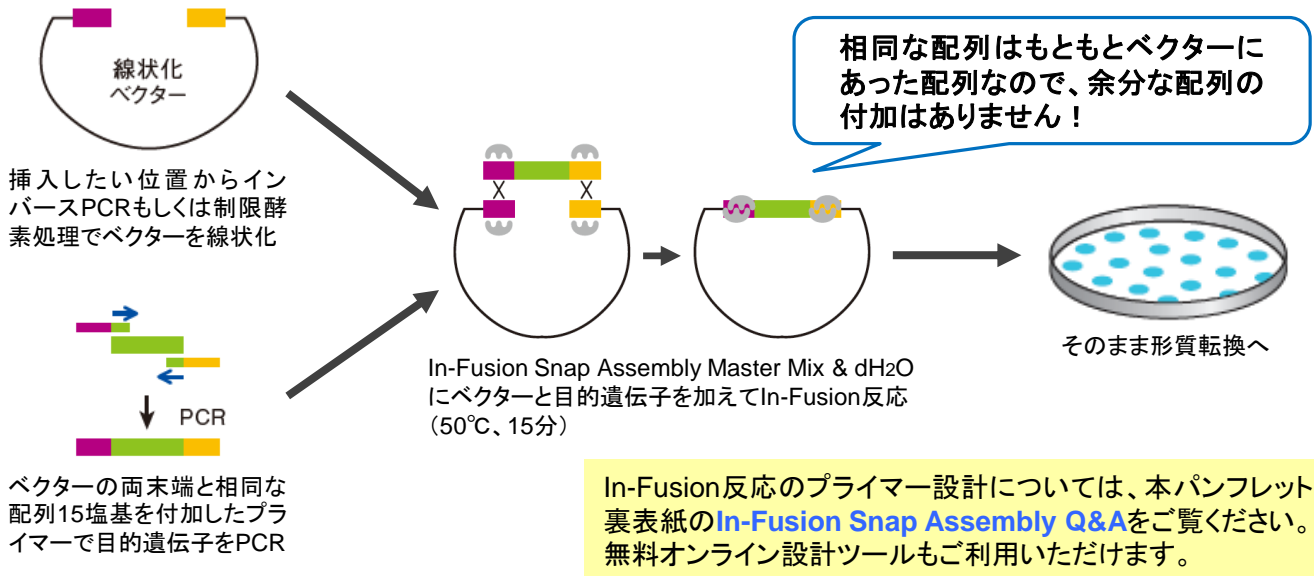 線状化
ベクター
挿入したい位置からイン
バースPCRもしくは制限酵
素処理でベクターを線状化
PCR
ベクターの両末端と相同な
配列15塩基を付加したプラ
イマーで目的遺伝子をPCR
In-Fusion Snap Assembly Master Mix & dH2O
にベクターと目的遺伝子を加えてIn-Fusion反応
（50℃、15分）
相同な配列はもともとベクターに
あった配列なので、余分な配列の
付加はありません！
そのまま形質転換へ
In-Fusion反応のプライマー設計については、本パンフレット
裏表紙のIn-Fusion Snap Assembly Q&Aをご覧ください。
無料オンライン設計ツールもご利用いただけます。